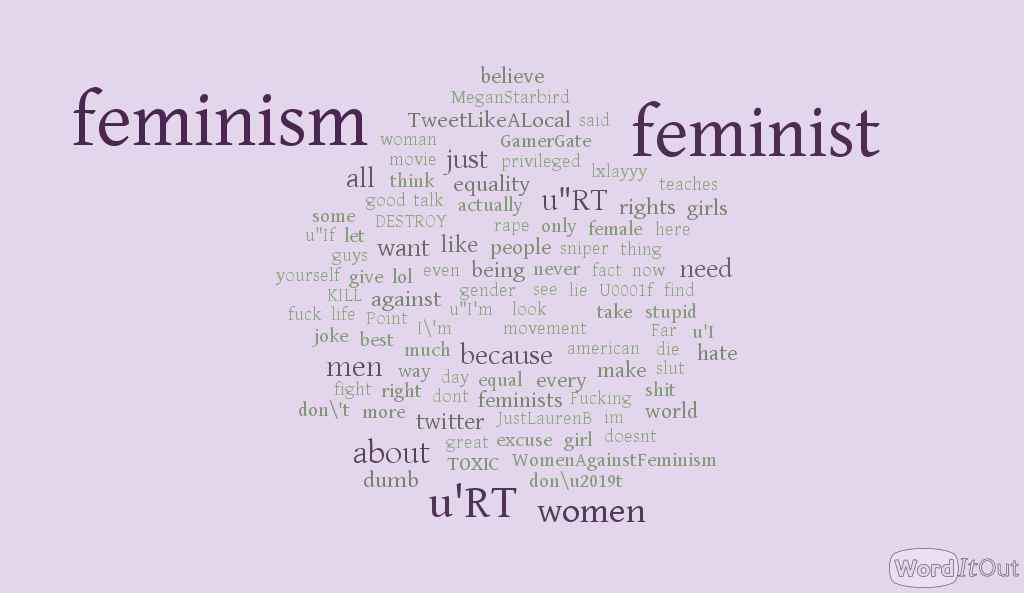 believe
MeganStarbird
feminism TweetLikeALocal said feminist
woman GamerGate
movie just privileged
lxlayyy
all think equality teaches
good talk actually u"RT rights girls
some DESTROY rape only female here
u"If let want like people sniper thing
guys
yourself give lol even being never fact now need
KILL against gender see lie U0001f find
fuck life Point u"I'm look take stupid
I\'m movement Far u'I
joke best much because american die hate
men way day equal every make slut
fight right dont feminists Fucking shit
don\'t more twitter JustLaurenB im world
about great excuse girl doesnt
TOXIC WomenAgainstFeminism
dumb don\u2019t
u'RT women
WordItOut